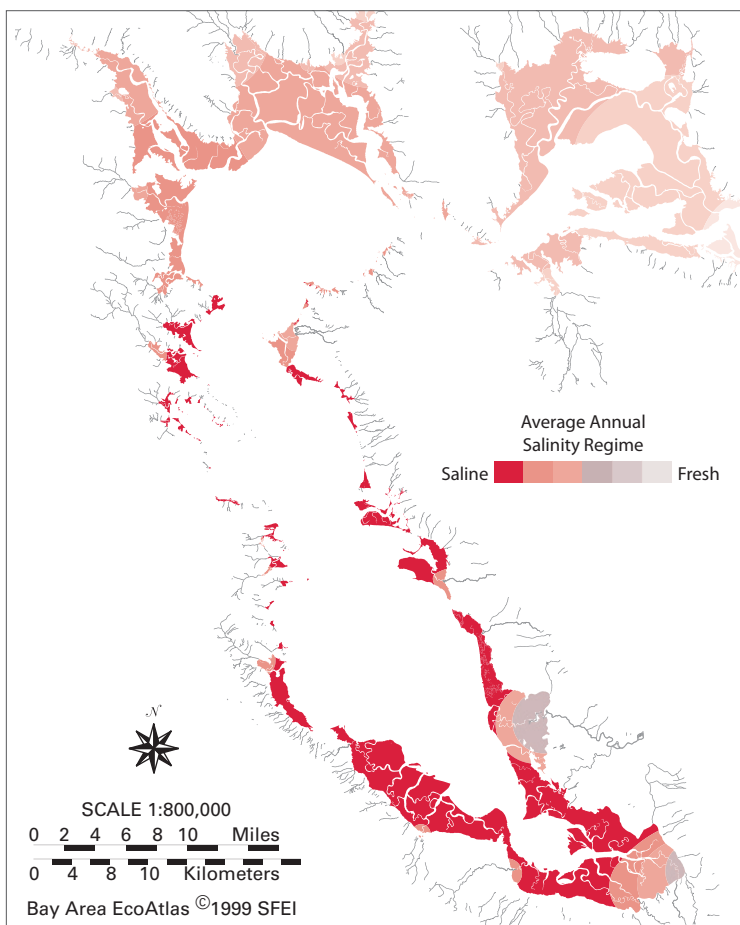 Average Annual
Salinity Regime
Saline
Fresh
N
SCALE 1:800,000
0 2 4 6 8 10 Miles
0 4 8 10 Kilometers
Bay Area EcoAtlas ©1999 SFEI